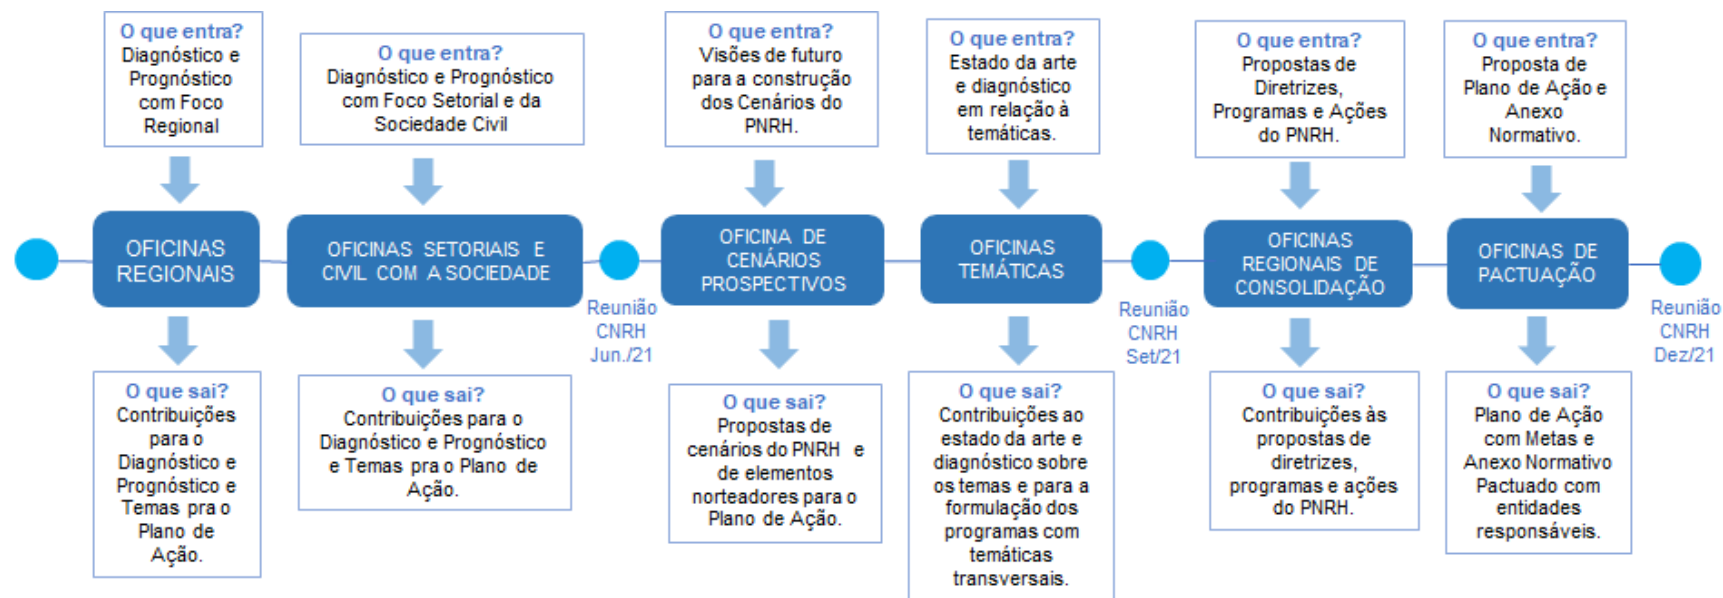 O que entra?
Diagnóstico e
Prognóstico
com Foco
Regional
O que entra?
Diagnóstico e Prognóstico
com Foco Setorial e da
Sociedade Civil
O que entra?
Visões de futuro
para a construção
dos Cenários do
PNRH.
O que entra?
Estado da arte
e diagnóstico
em relação à
temáticas.
O que entra?
Propostas de
Diretrizes,
Programas e Ações
do PNRH.
O que entra?
Proposta de
Plano de Ação e
Anexo
Normativo.
OFICINAS
REGIONAIS
OFICINAS SETORIAIS E
CIVIL COM A SOCIEDADE
Reunião
CNRH
Jun./21
OFICINA DE
CENÁRIOS
PROSPECTIVOS
OFICINAS
TEMÁTICAS
Reunião
CNRH
Set/21
OFICINAS
REGIONAIS DE
CONSOLIDAÇÃO
OFICINAS DE
PACTUAÇÃO
Reunião
CNRH
Dez/21
O que sai?
Contribuições
para o
Diagnóstico e
Prognóstico e
Temas pra o
Plano de
Ação.
O que sai?
Contribuições para o
Diagnóstico e Prognóstico
e Temas pra o Plano de
Ação.
O que sai?
Propostas de
cenários do PNRH e
de elementos
norteadores para o
Plano de Ação.
O que sai?
Contribuições ao
estado da arte e
diagnóstico sobre
os temas e para a
formulação dos
programas com
temáticas
transversais.
O que sai?
Contribuições às
propostas de
diretrizes,
programas e ações
do PNRH.
O que sai?
Plano de Ação
com Metas e
Anexo Normativo
Pactuado com
entidades
responsáveis.